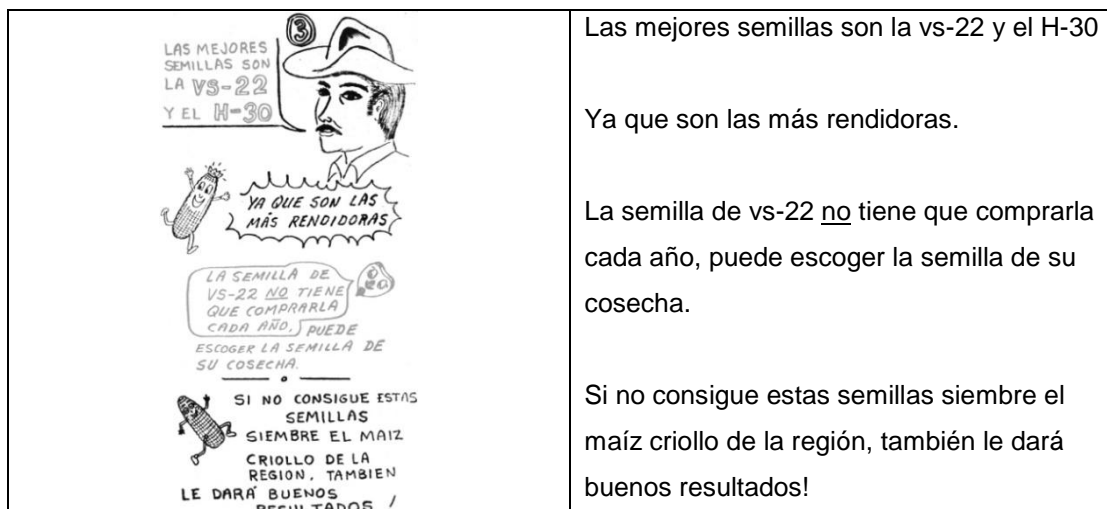 3
LAS MEJORES
SEMILLAS SON
LA VS-22
Y EL H-30
YA QUE SON LAS
MÁS RENDIDORAS
LA SEMILLA DE
VS-22 NO TIENE
QUE COMPRARLA
CADA AÑO, PUEDE
ESCOGER LA SEMILLA DE
SU COSECHA.
SI NO CONSIGUE ESTAS
SEMILLAS
SIEMBRE EL MAIZ
CRIOLLO DE LA
REGION, TAMBIEN
LE DARÁ BUENOS
RESULTADOS!
Las mejores semillas son la vs-22 y el H-30
Ya que son las más rendidoras.
La semilla de vs-22 no tiene que comprarla
cada año, puede escoger la semilla de su
cosecha.
Si no consigue estas semillas siembre el
maíz criollo de la región, también le dará
buenos resultados!